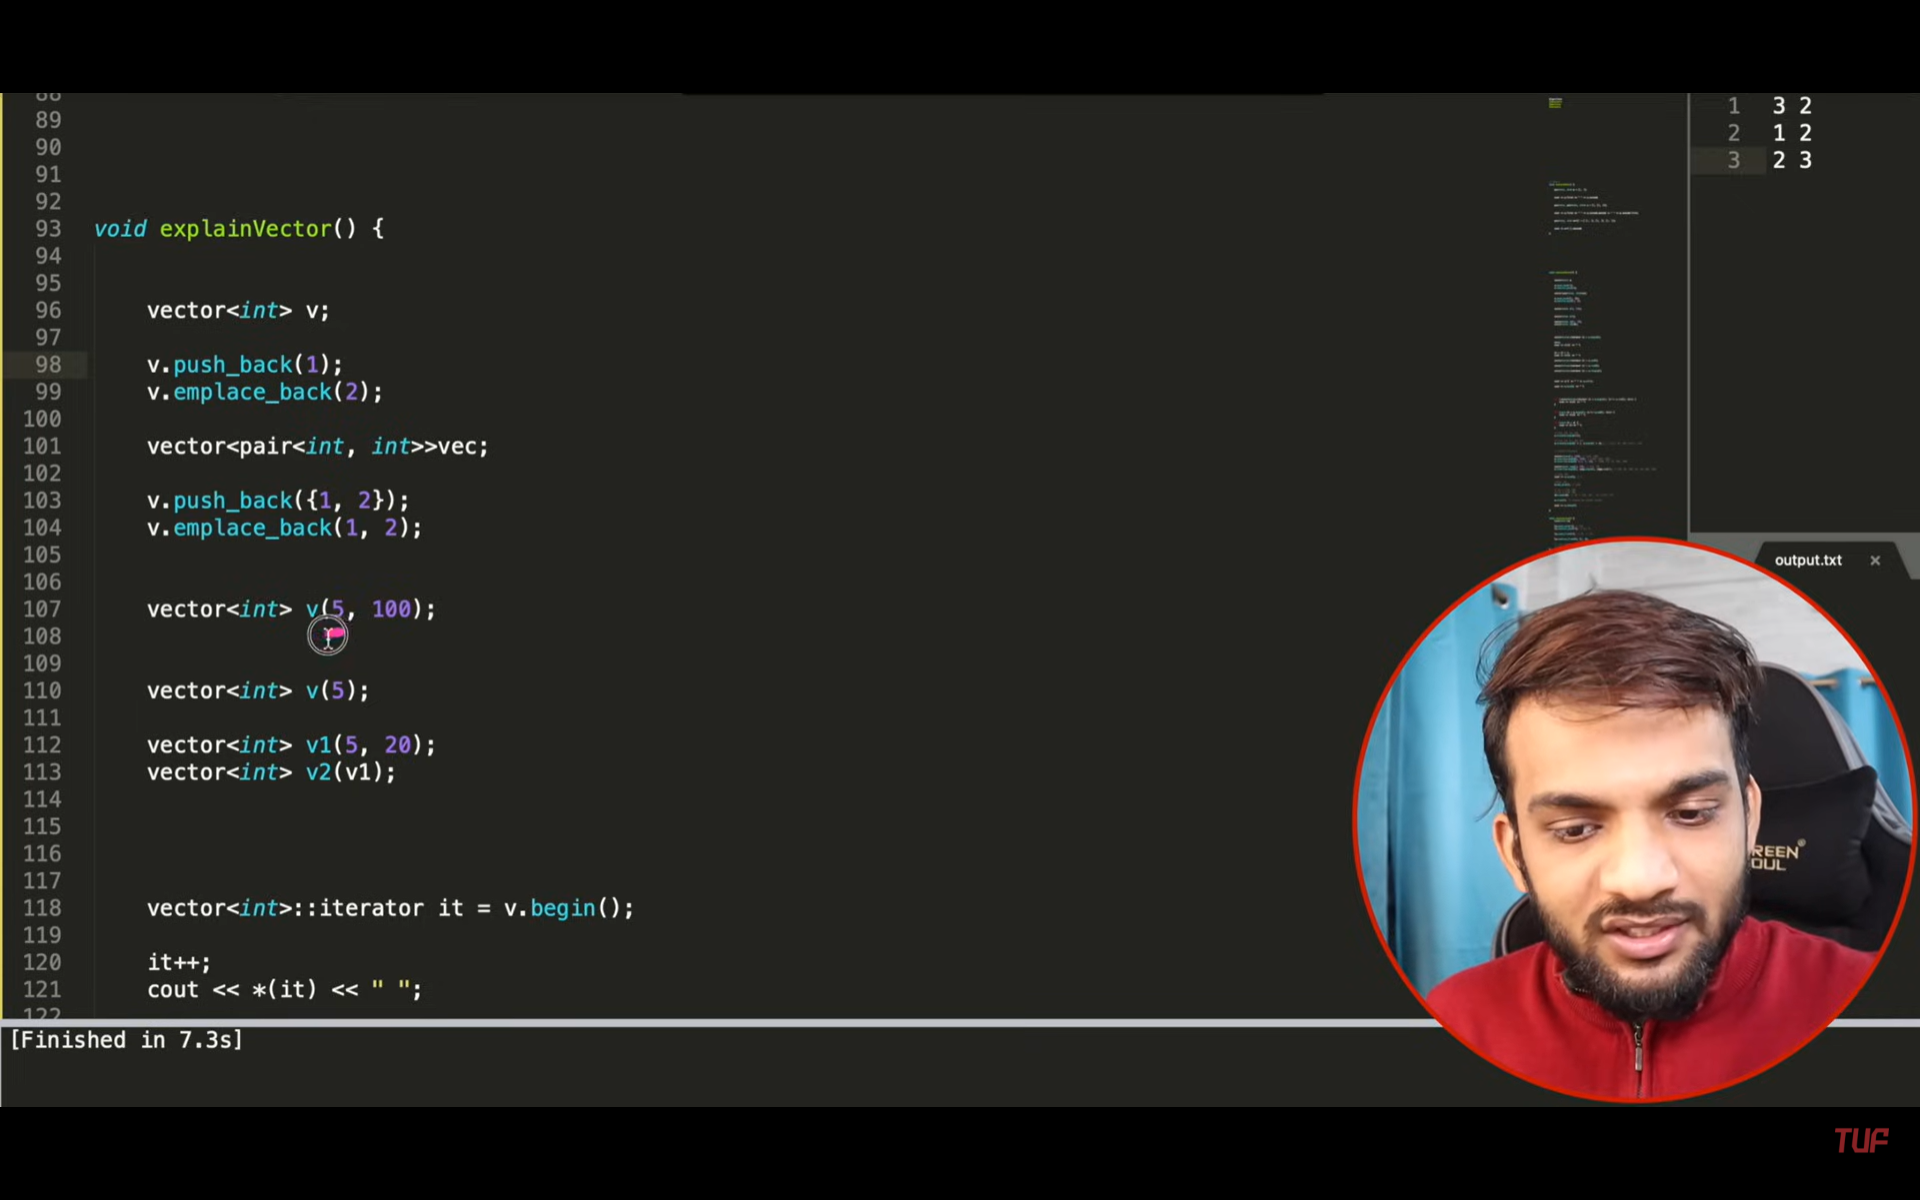 88
89
90
91
92
93 void explainVector() {
94
95
96 vector<int> v;
97
98 v.push_back(1);
99 v.emplace_back(2);
100
101 vector<pair<int, int>>vec;
102
103 v.push_back({1, 2});
104 v.emplace_back(1, 2);
105
106
107 vector<int> v(5, 100);
108
109
110 vector<int> v(5);
111
112 vector<int> v1(5, 20);
113 vector<int> v2(v1);
114
115
116
117
118 vector<int>::iterator it = v.begin();
119
120 it++;
121 cout << *(it) << " ";
122
[Finished in 7.3s]
1 3 2
2 1 2
3 2 3
output.txt ×
REEN
OUL
TUF